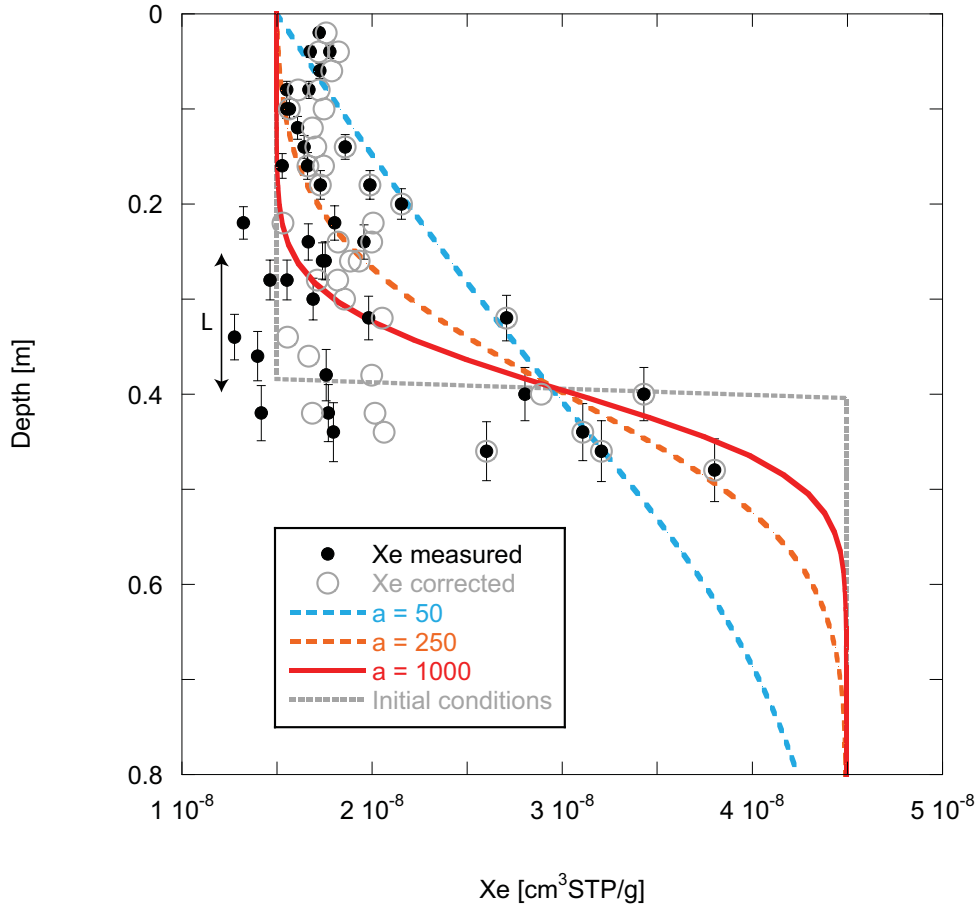 0
0.2
0.4
0.6
0.8
Depth [m]
L
Xe measured
Xe corrected
a = 50
a = 250
a = 1000
Initial conditions
1 10⁻⁸ 2 10⁻⁸ 3 10⁻⁸ 4 10⁻⁸ 5 10⁻⁸
Xe [cm³STP/g]